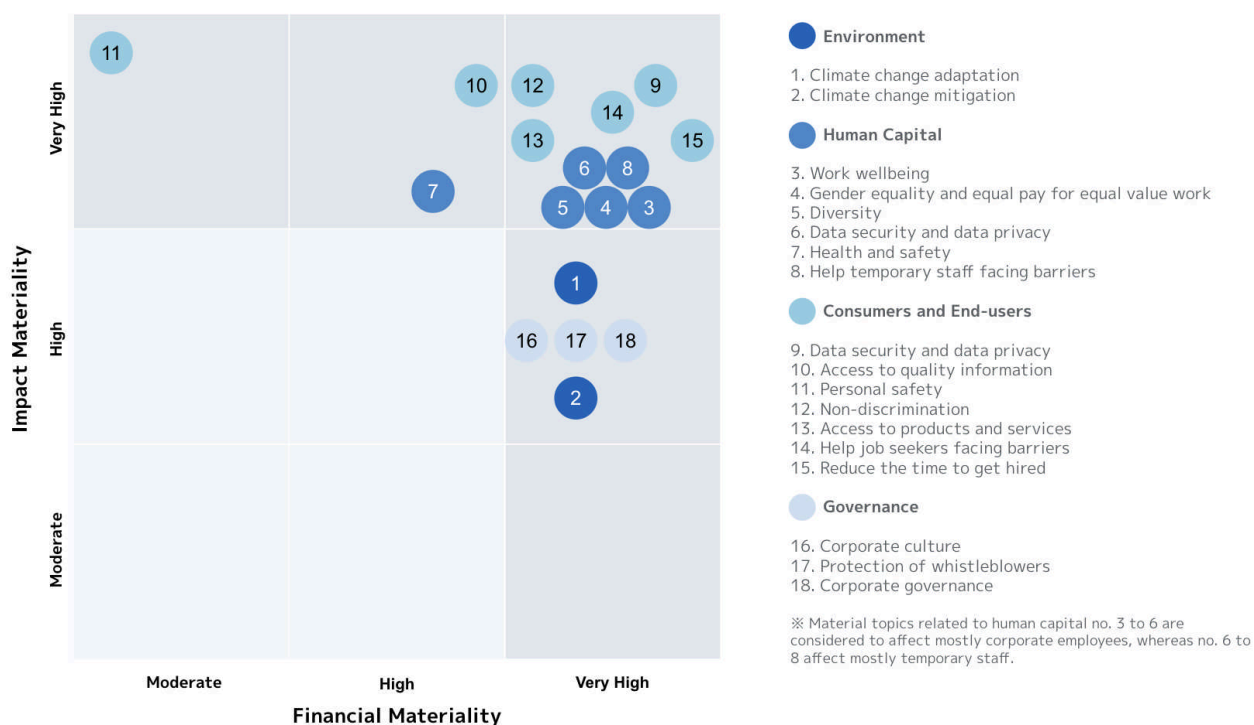 11
10
12
9
14
13
15
6
8
7
5
4
3
1
16
17
18
2
Very High
High
Moderate
Impact Materiality
Moderate
High
Very High
Financial Materiality
Environment
1. Climate change adaptation
2. Climate change mitigation
Human Capital
3. Work wellbeing
4. Gender equality and equal pay for equal value work
5. Diversity
6. Data security and data privacy
7. Health and safety
8. Help temporary staff facing barriers
Consumers and End-users
9. Data security and data privacy
10. Access to quality information
11. Personal safety
12. Non-discrimination
13. Access to products and services
14. Help job seekers facing barriers
15. Reduce the time to get hired
Governance
16. Corporate culture
17. Protection of whistleblowers
18. Corporate governance
※ Material topics related to human capital no. 3 to 6 are
considered to affect mostly corporate employees, whereas no. 6 to
8 affect mostly temporary staff.